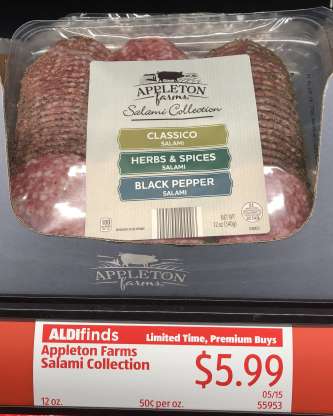 APPLETON
farms
Salami Collection
CLASSICO
SALAMI
HERBS & SPICES
SALAMI
BLACK PEPPER
SALAMI
100
NET WT
12 oz (340g)
APPLETON
farms
ALDIfinds
Limited Time, Premium Buys
Appleton Farms
Salami Collection
$5.99
05/15
12 oz.
50¢ per oz.
55953